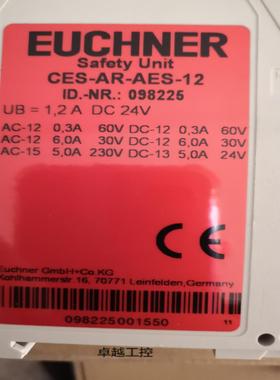 EUCHNER
Safety Unit
CES-AR-AES-12
ID.-NR.: 098225
UB = 1,2 A DC 24V
AC-12 0,3A 60V DC-12 0,3A 60V
AC-12 6,0A 30V DC-12 6,0A 30V
AC-15 5,0A 230V DC-13 5,0A 24V
CE
Euchner GmbH+Co.KG
Kohlhammerstr.16, 70771 Leinfelden, Germany
098225001550
11
卓越工控